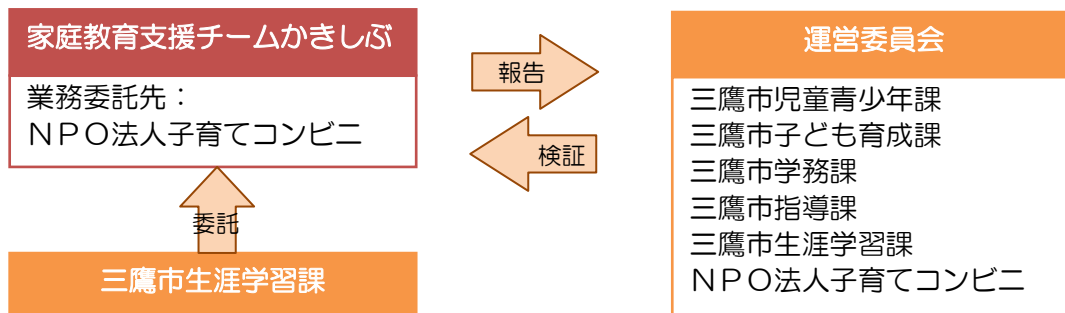 家庭教育支援チームかきしぶ
業務委託先：
ＮＰＯ法人子育てコンビニ
委託
三鷹市生涯学習課
報告
検証
運営委員会
三鷹市児童青少年課
三鷹市子ども育成課
三鷹市学務課
三鷹市指導課
三鷹市生涯学習課
ＮＰＯ法人子育てコンビニ